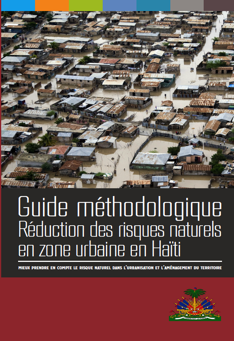 Guide méthodologique
Réduction des risques naturels
en zone urbaine en Haïti
MIEUX PRENDRE EN COMPTE LE RISQUE NATUREL DANS L'URBANISATION ET L'AMÉNAGEMENT DU TERRITOIRE